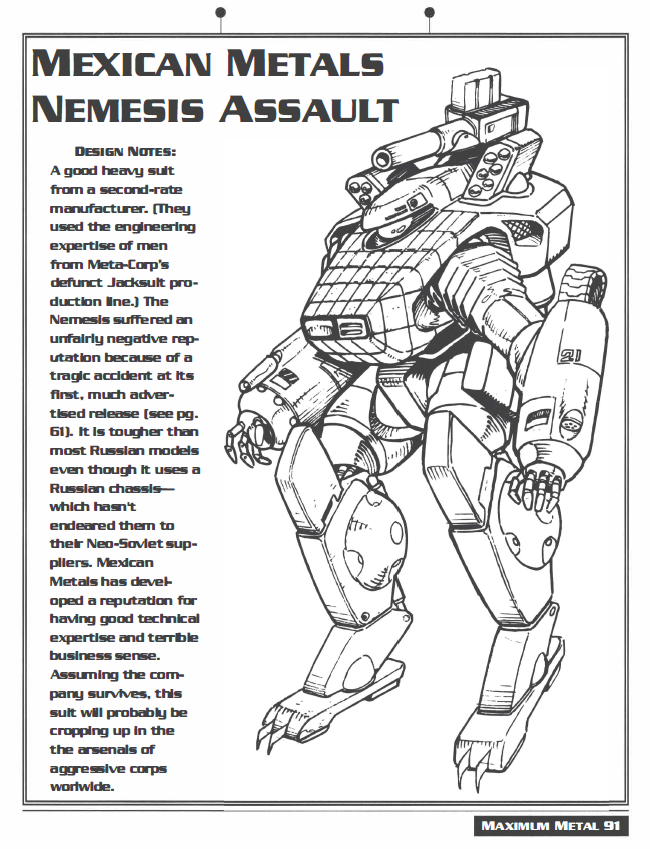 MEXICAN METALS
NEMESIS ASSAULT
DESIGN NOTES:
A good heavy suit
from a second-rate
manufacturer. (They
used the engineering
expertise of men
from Meta-Corp's
defunct Jacksuit pro-
duction line.) The
Nemesis suffered an
unfairly negative rep-
utation because of a
tragic accident at its
first, much adver-
tised release (see pg.
61). It is tougher than
most Russian models
even though it uses a
Russian chassis—
which hasn't
endeared them to
their Neo-Soviet sup-
pliers. Mexican
Metals has devel-
oped a reputation for
having good technical
expertise and terrible
business sense.
Assuming the com-
pany survives, this
suit will probably be
cropping up in the
the arsenals of
aggressive corps
worlwide.
21
MAXIMUM METAL 91